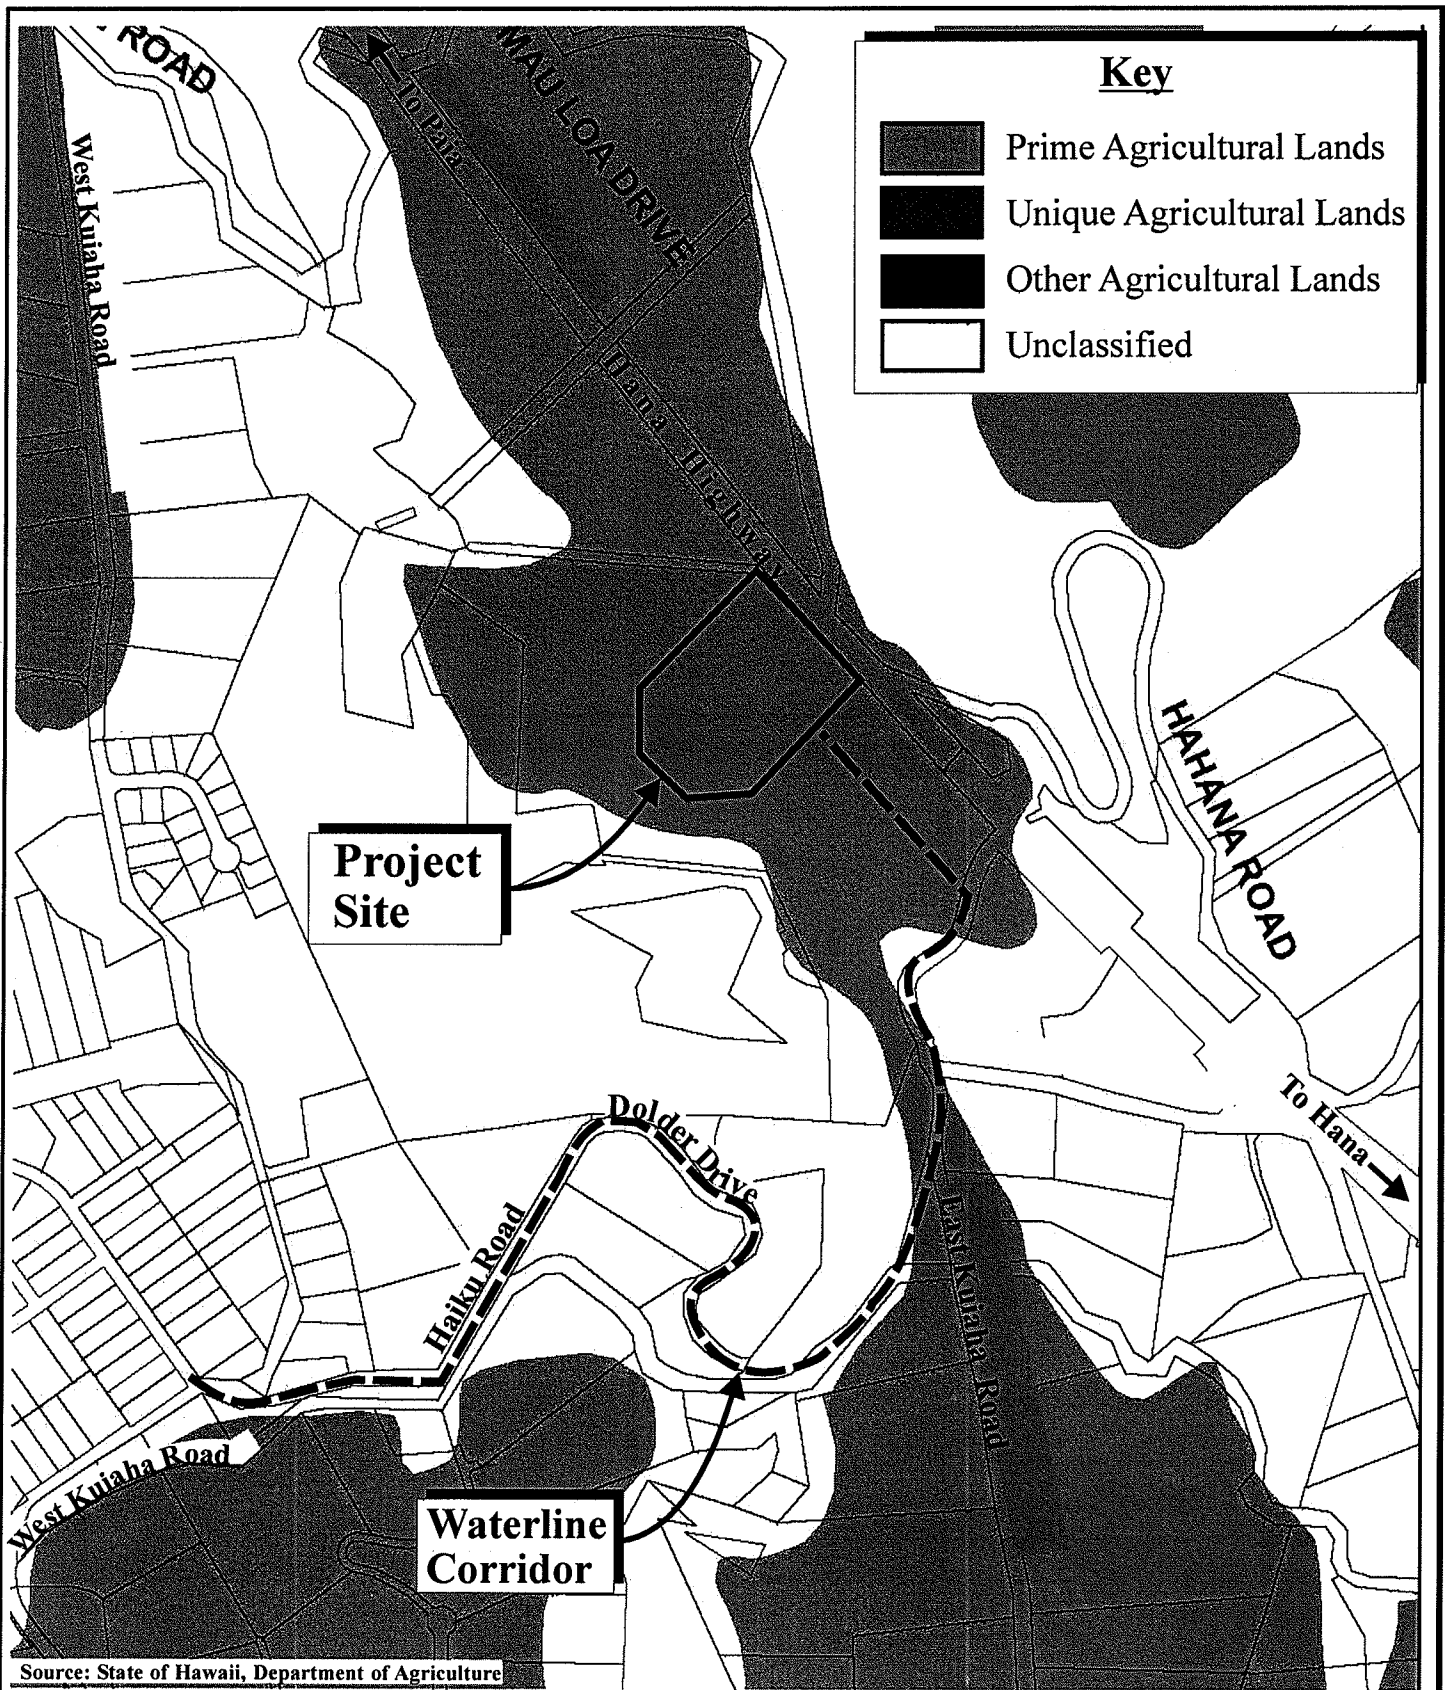 ROAD
MAU LOA DRIVE
To Paia
West Kuiaha Road
Key
Prime Agricultural Lands
Unique Agricultural Lands
Other Agricultural Lands
Unclassified
Hana Highway
HAHANA ROAD
Project
Site
To Hana
Dolder Drive
Haiku Road
East Kuiaha Road
West Kuiaha Road
Waterline
Corridor
Source: State of Hawaii, Department of Agriculture